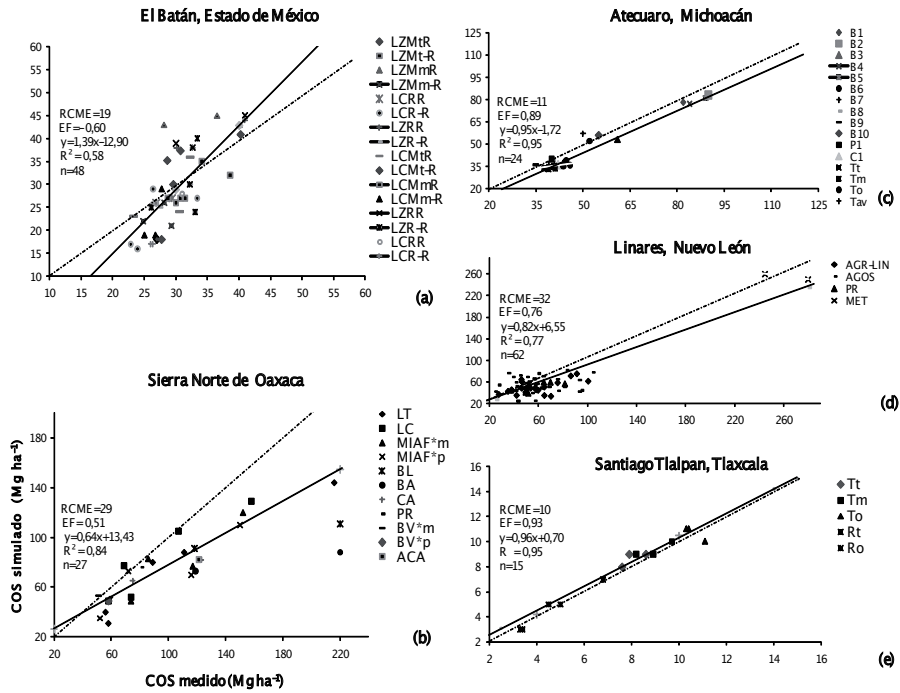 El Batán, Estado de México
60
55
50
45
40
35
30
25
20
15
10
RCME=19
EF=–0,60
y=1,39x–12,90
R²=0,58
n=48
10 15 20 25 30 35 40 45 50 55 60
LZMtR
LZMt-R
LZMmR
LZMm-R
LCRR
LCR-R
LZRR
LZR-R
LCMtR
LCMt-R
LCMmR
LCMm-R
LZRR
LZR-R
LCRR
LCR-R
(a)
Sierra Norte de Oaxaca
180
140
100
60
20
RCME=29
EF=0,51
y=0,64x+13,43
R²=0,84
n=27
20 60 100 140 180 220
LT
LC
MIAF*m
MIAF*p
BL
BA
CA
PR
BV*m
BV*p
ACA
(b)
COS simulado (Mg ha⁻¹)
COS medido (Mg ha⁻¹)
Atecuaro, Michoacán
125
110
95
80
65
50
35
20
RCME=11
EF=0,89
y=0,95x–1,72
R²=0,95
n=24
20 35 50 65 80 95 110 125
B1
B2
B3
B4
B5
B6
B7
B8
B9
B10
P1
C1
Tt
Tm
To
Tav
(c)
Linares, Nuevo León
260
220
180
140
100
60
20
RCME=32
EF=0,76
y=0,82x+6,55
R²=0,77
n=62
20 60 100 140 180 220 260
AGR-LIN
AGOS
PR
MET
(d)
Santiago Tlalpan, Tlaxcala
16
14
12
10
8
6
4
2
RCME=10
EF=0,93
y=0,96x+0,70
R =0,95
n=15
2 4 6 8 10 12 14 16
Tt
Tm
To
Rt
Ro
(e)